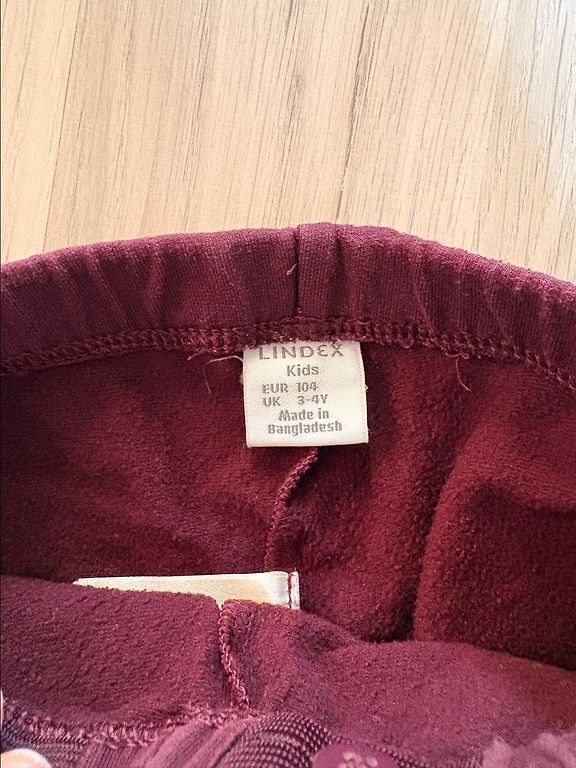 LINDEX
Kids
EUR 104
UK 3-4Y
Made in
Bangladesh